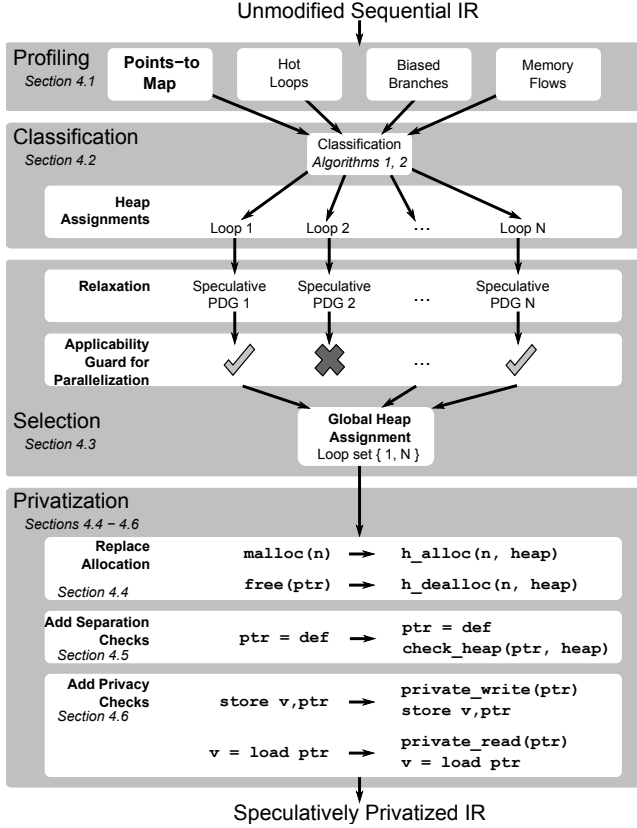 Unmodified Sequential IR
Profiling
Section 4.1
Points−to
Map
Hot
Loops
Biased
Branches
Memory
Flows
Classification
Section 4.2
Classification
Algorithms 1, 2
Heap
Assignments
Loop 1
Loop 2
...
Loop N
Relaxation
Speculative
PDG 1
Speculative
PDG 2
...
Speculative
PDG N
Applicability
Guard for
Parallelization
...
Selection
Section 4.3
Global Heap
Assignment
Loop set { 1, N }
Privatization
Sections 4.4 − 4.6
Replace
Allocation
Section 4.4
malloc(n)
h_alloc(n, heap)
free(ptr)
h_dealloc(n, heap)
Add Separation
Checks
Section 4.5
ptr = def
ptr = def
check_heap(ptr, heap)
Add Privacy
Checks
Section 4.6
store v,ptr
private_write(ptr)
store v,ptr
v = load ptr
private_read(ptr)
v = load ptr
Speculatively Privatized IR